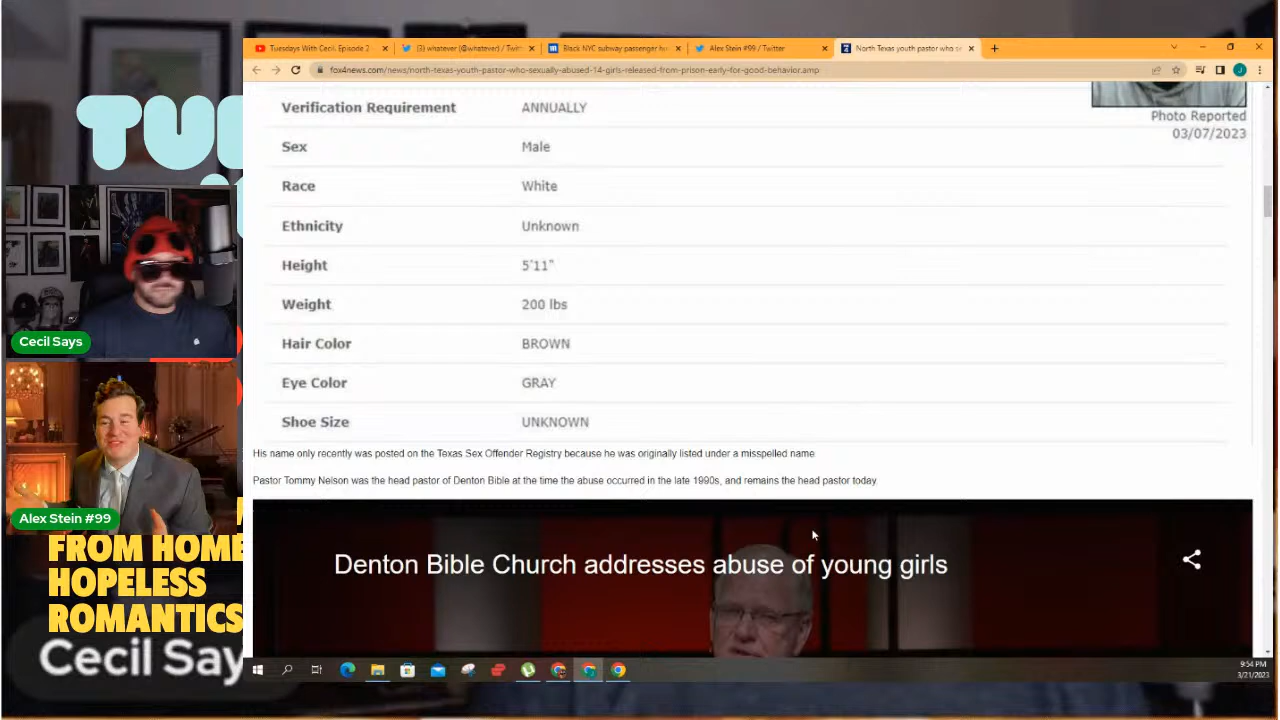 Tuesdays With Cecil. Episode 2
(2) whatever (@whatever) / Twitt
Black NYC subway passenger ho
Alex Stein #99 / Twitter
North Texas youth pastor who se
fox4news.com/news/north-texas-youth-pastor-who-sexually-abused-14-girls-released-from-prison-early-for-good-behavior.amp
TU
Verification Requirement ANNUALLY
Photo Reported
03/07/2023
Sex Male
Race White
Ethnicity Unknown
Height 5'11"
Weight 200 lbs
Hair Color BROWN
Eye Color GRAY
Shoe Size UNKNOWN
His name only recently was posted on the Texas Sex Offender Registry because he was originally listed under a misspelled name
Pastor Tommy Nelson was the head pastor of Denton Bible at the time the abuse occurred in the late 1990s, and remains the head pastor today
Denton Bible Church addresses abuse of young girls
Cecil Says
Alex Stein #99
FROM HOME
HOPELESS
ROMANTICS
Cecil Say
9:54 PM
3/21/2023